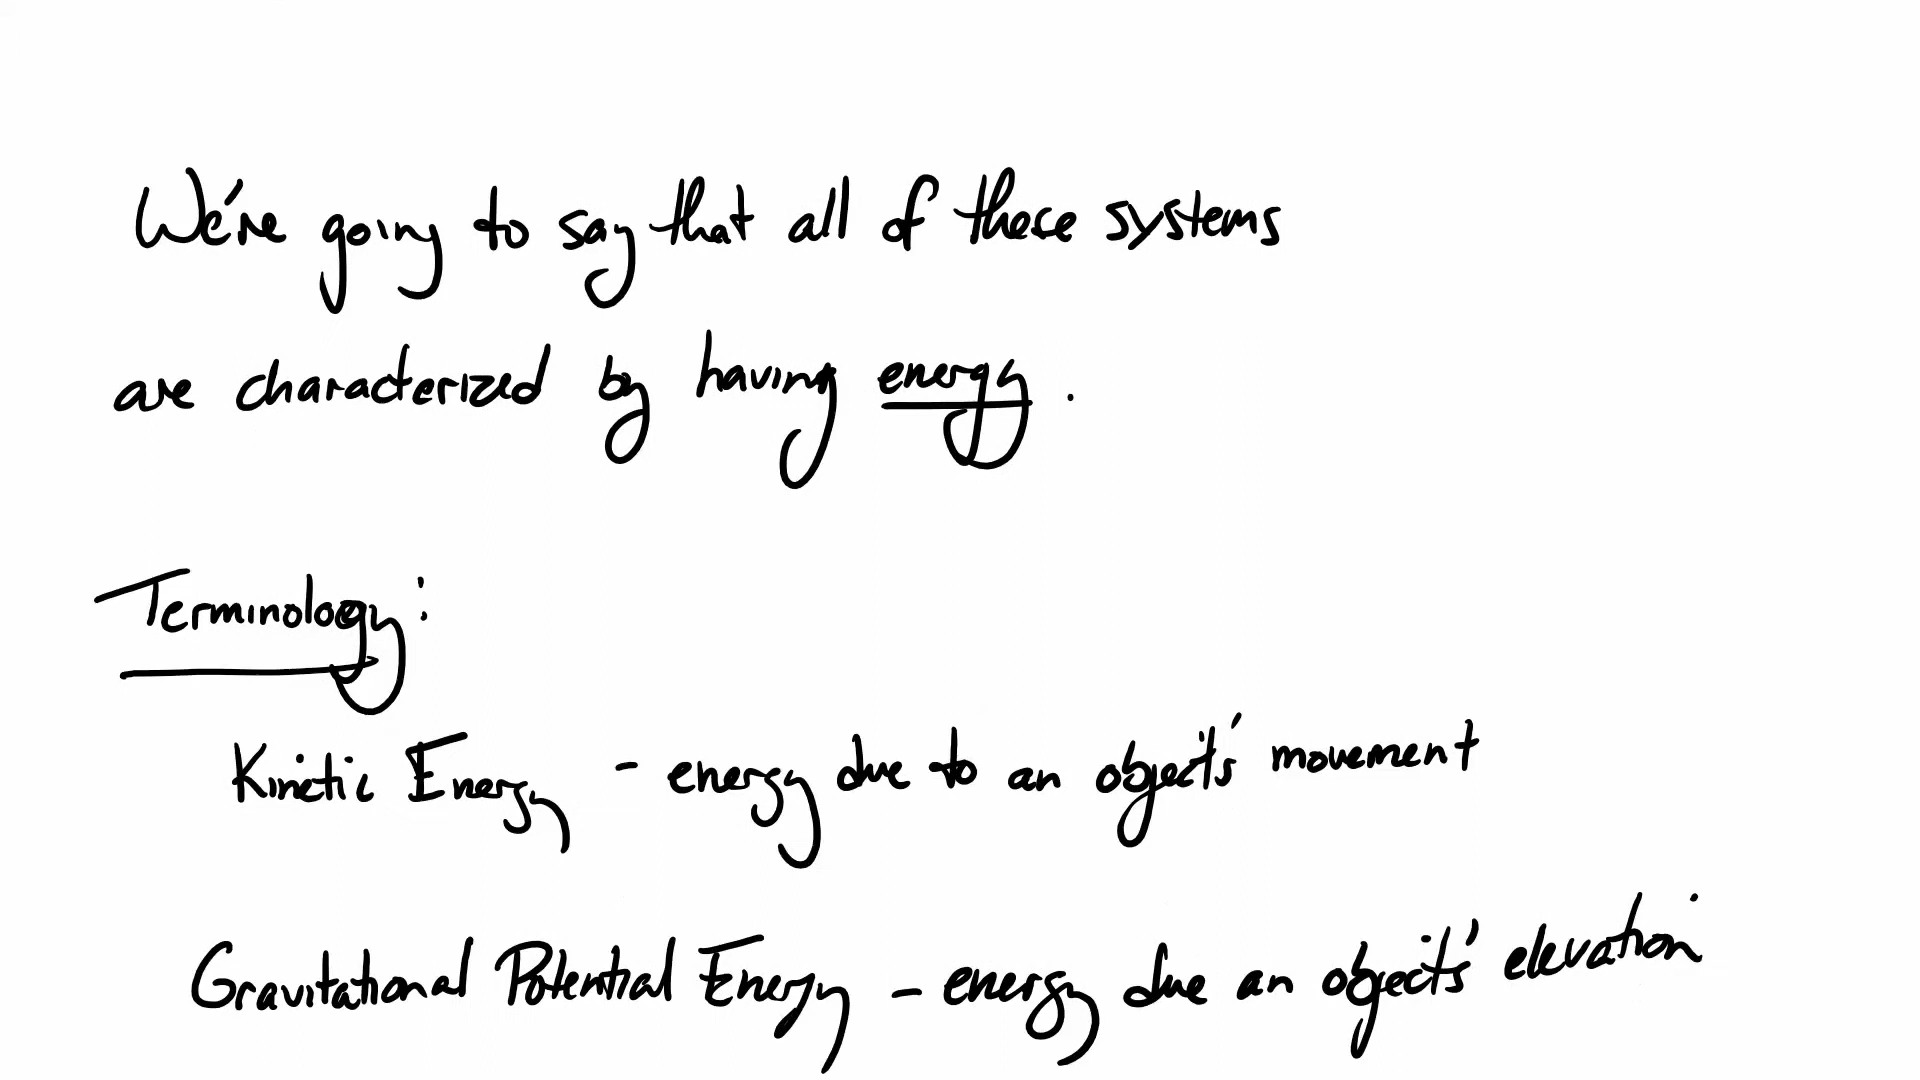 We're going to say that all of these systems
are characterized by having energy.
Terminology:
Kinetic Energy - energy due to an objects' movement
Gravitational Potential Energy - energy due an objects' elevation